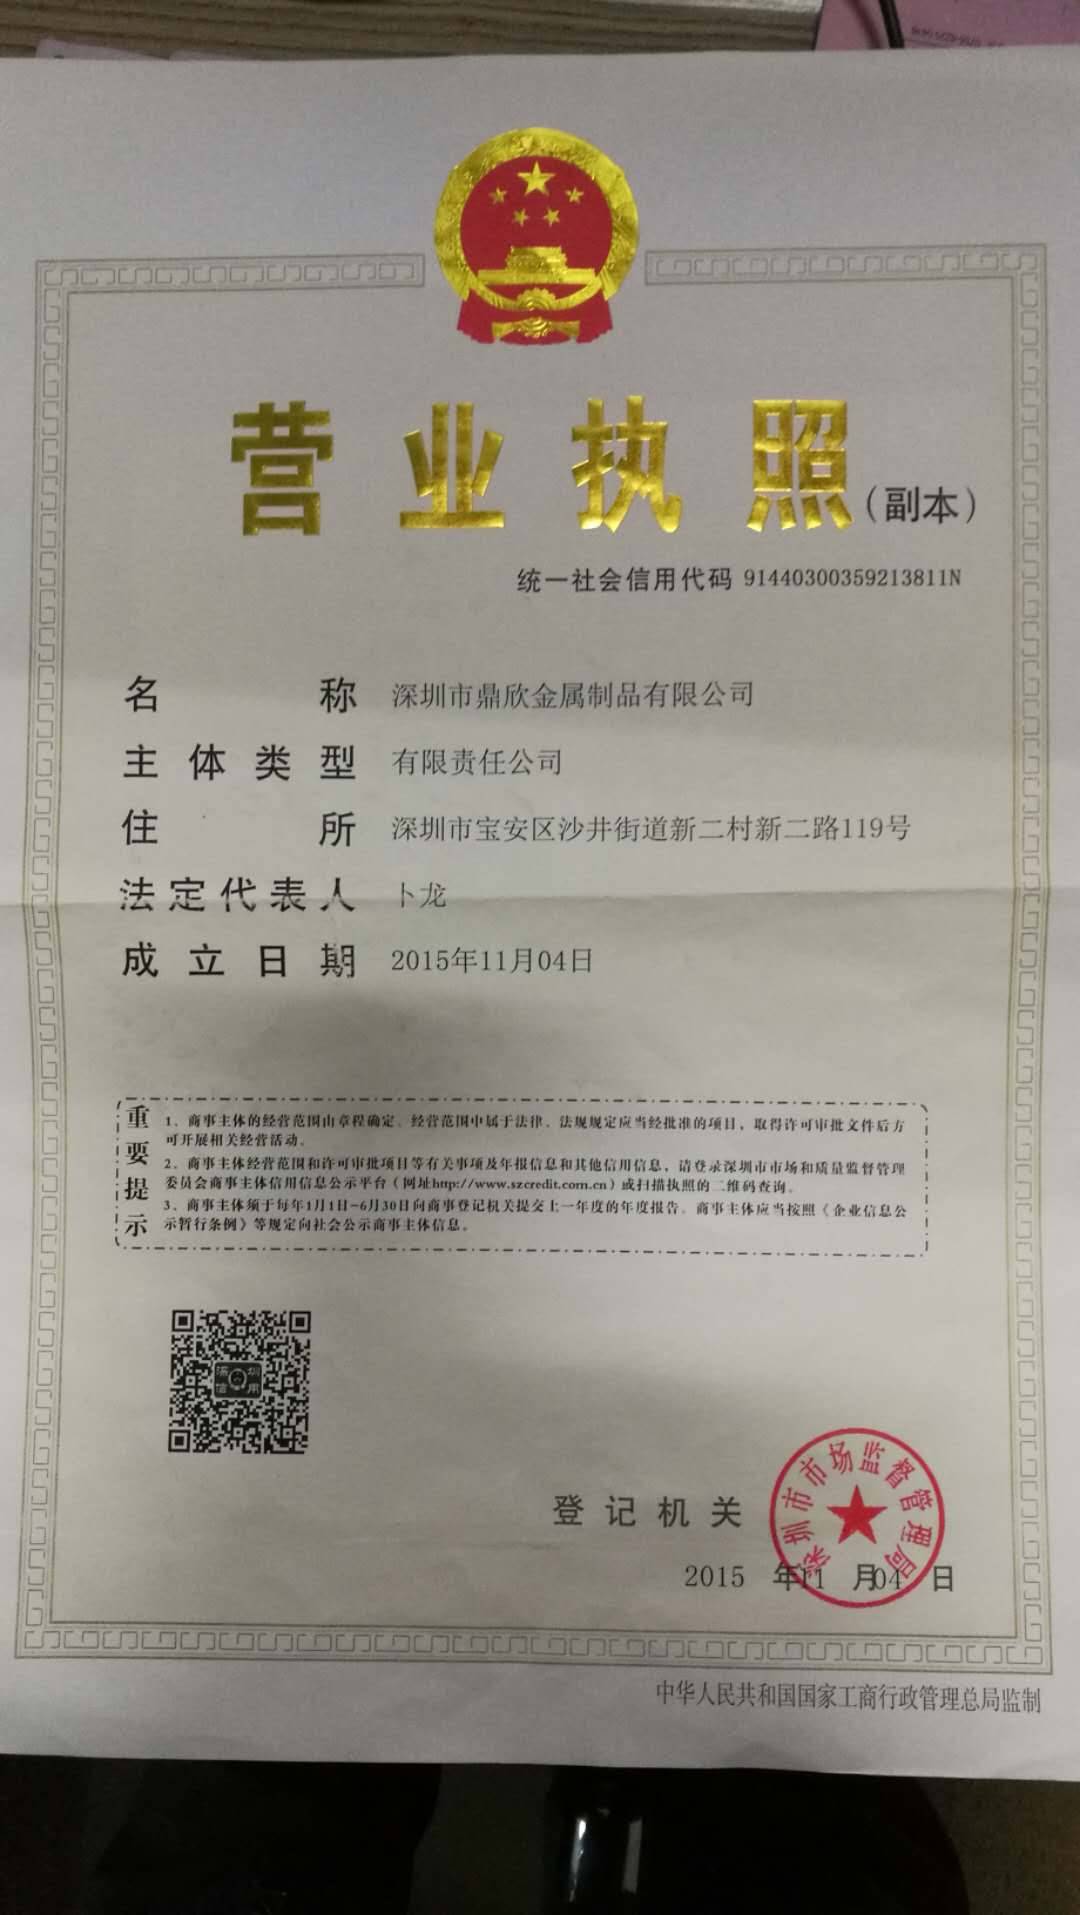 营业执照(副本)
统一社会信用代码 91440300359213811N
名称 深圳市鼎欣金属制品有限公司
主体类型 有限责任公司
住所 深圳市宝安区沙井街道新二村新二路119号
法定代表人 卜龙
成立日期 2015年11月04日
重要提示
1、商事主体的经营范围由章程确定。经营范围中属于法律、法规规定应当经批准的项目，取得许可审批文件后方
可开展相关经营活动。
2、商事主体经营范围和许可审批项目等有关事项及年报信息和其他信用信息，请登录深圳市市场和质量监督管理
委员会商事主体信用信息公示平台（网址http://www.szcredit.com.cn）或扫描执照的二维码查询。
3、商事主体须于每年1月1日-6月30日向商事登记机关提交上一年度的年度报告。商事主体应当按照《企业信息公
示暂行条例》等规定向社会公示商事主体信息。
深圳信用
登记机关
深圳市市场监督管理局
2015 年11 月04 日
中华人民共和国国家工商行政管理总局监制